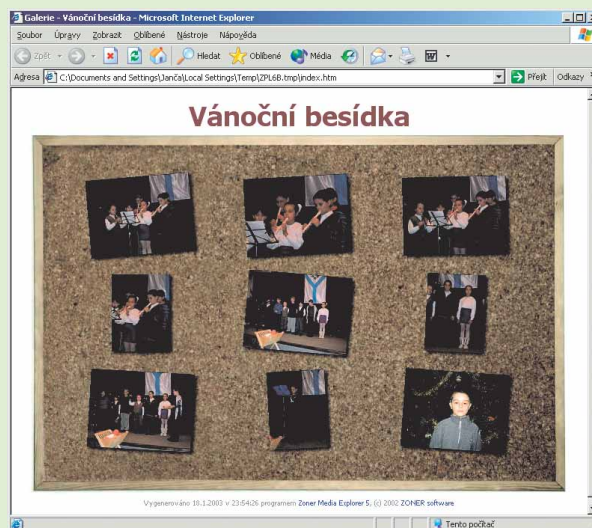 Galerie - Vánoční besídka - Microsoft Internet Explorer
Soubor Úpravy Zobrazit Oblíbené Nástroje Nápověda
Zpět Hledat Oblíbené Média
Adresa C:\Documents and Settings\Janča\Local Settings\Temp\ZPL6B.tmp\index.htm Přejít Odkazy
Vánoční besídka
Vygenerováno 10.1.2003 v 23:54:26 programem Zoner Media Explorer 5, (c) 2002 ZONER software
Tento počítač